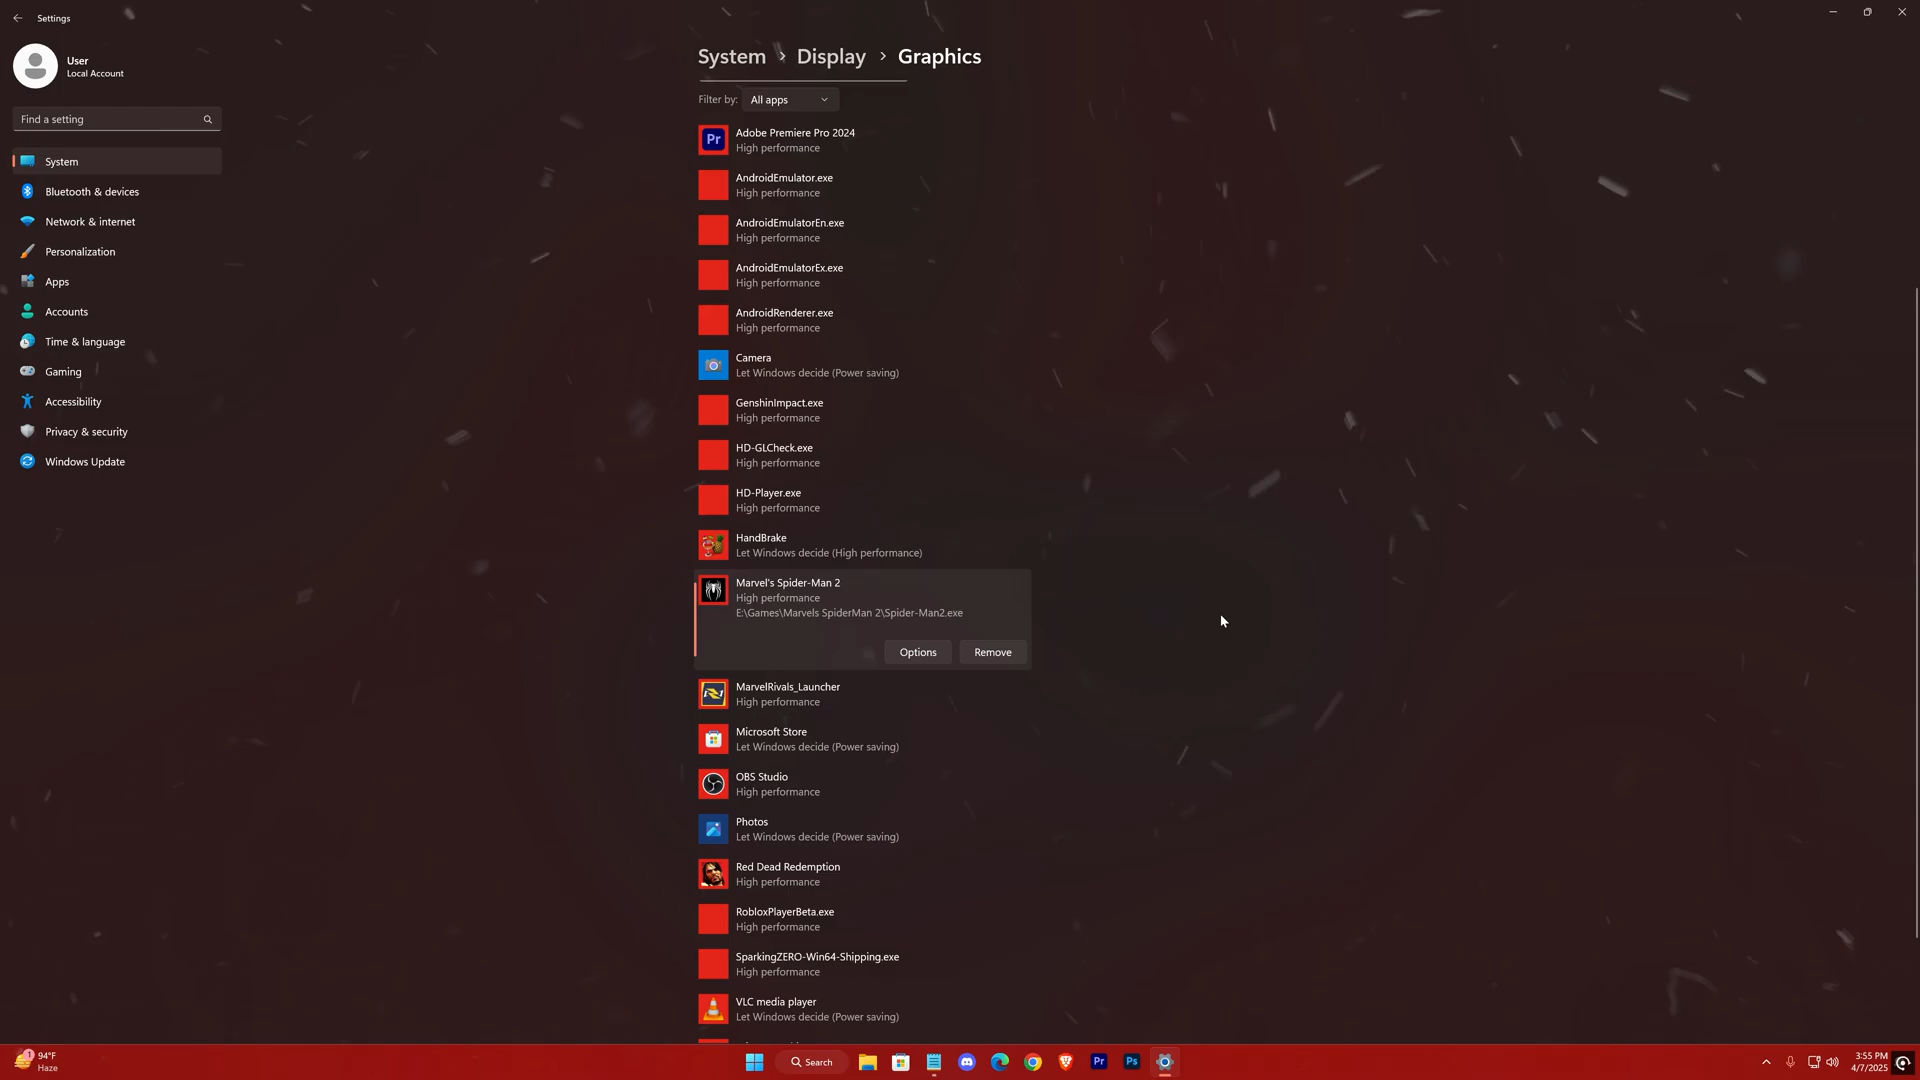 Settings
User
Local Account
Find a setting
System
Bluetooth & devices
Network & internet
Personalization
Apps
Accounts
Time & language
Gaming
Accessibility
Privacy & security
Windows Update
System > Display > Graphics
Filter by: All apps
Pr
Adobe Premiere Pro 2024
High performance
AndroidEmulator.exe
High performance
AndroidEmulatorEn.exe
High performance
AndroidEmulatorEx.exe
High performance
AndroidRenderer.exe
High performance
Camera
Let Windows decide (Power saving)
GenshinImpact.exe
High performance
HD-GLCheck.exe
High performance
HD-Player.exe
High performance
HandBrake
Let Windows decide (High performance)
Marvel's Spider-Man 2
High performance
E:\Games\Marvels SpiderMan 2\Spider-Man2.exe
Options Remove
MarvelRivals_Launcher
High performance
Microsoft Store
Let Windows decide (Power saving)
OBS Studio
High performance
Photos
Let Windows decide (Power saving)
Red Dead Redemption
High performance
RobloxPlayerBeta.exe
High performance
SparkingZERO-Win64-Shipping.exe
High performance
VLC media player
Let Windows decide (Power saving)
1
94°F
Haze
Search
Pr
Ps
3:55 PM
4/7/2025